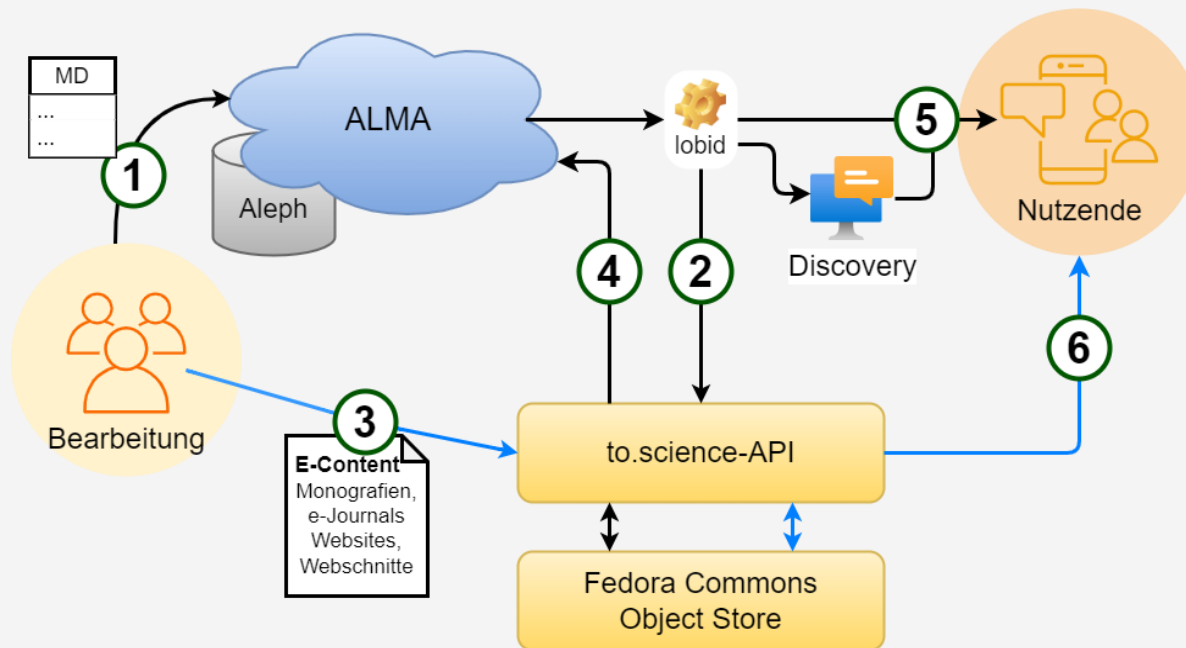 MD
...
...
1
ALMA
Aleph
lobid
5
Nutzende
Discovery
4
2
6
Bearbeitung
3
E-Content
Monografien,
e-Journals
Websites,
Webschnitte
to.science-API
Fedora Commons
Object Store